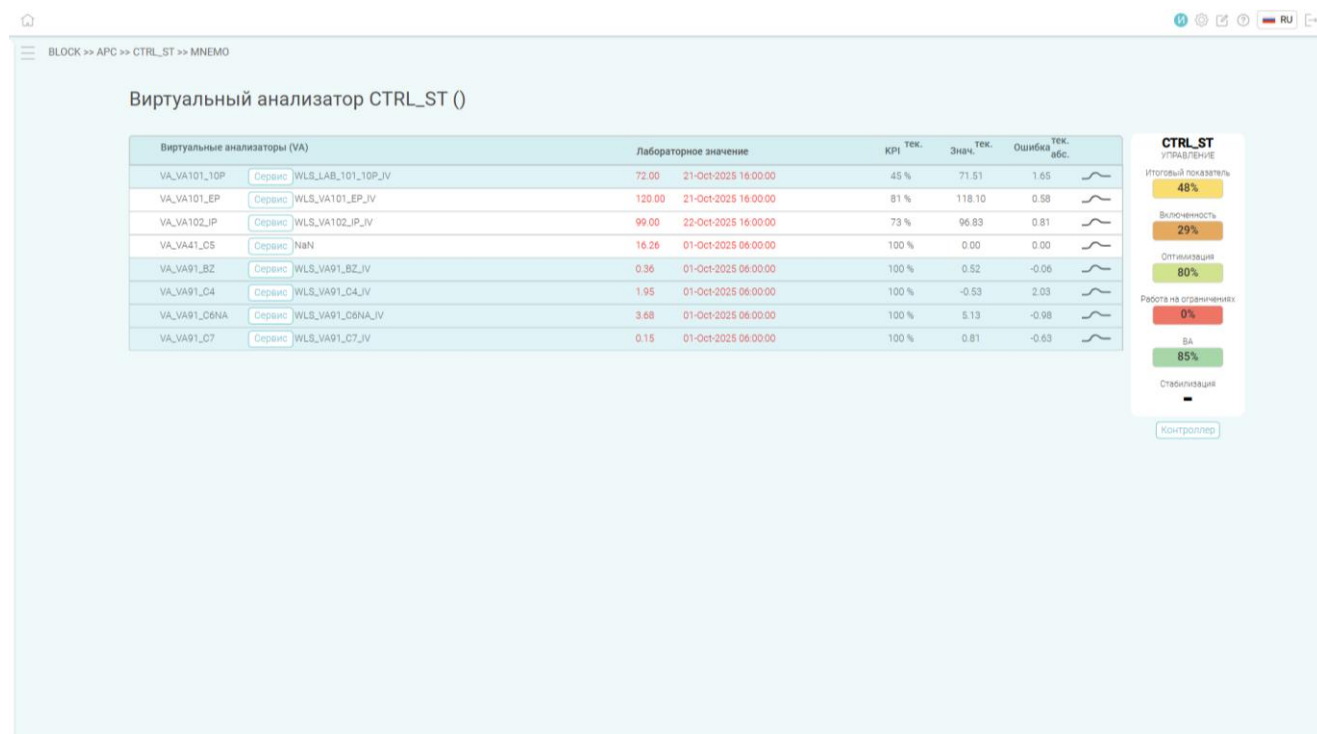 RU
BLOCK >> APC >> CTRL_ST >> MNEMO
Виртуальный анализатор CTRL_ST ()
Виртуальные анализаторы (VA) Лабораторное значение KPI тек. Знач. тек. Ошибка тек. абс.
VA_VA101_10P Сервис WLS_LAB_101_10P_IV 72.00 21-Oct-2025 16:00:00 45 % 71.51 1.65
VA_VA101_EP Сервис WLS_VA101_EP_IV 120.00 21-Oct-2025 16:00:00 81 % 118.10 0.58
VA_VA102_IP Сервис WLS_VA102_IP_IV 99.00 22-Oct-2025 16:00:00 73 % 96.83 0.81
VA_VA41_C5 Сервис NaN 16.26 01-Oct-2025 06:00:00 100 % 0.00 0.00
VA_VA91_BZ Сервис WLS_VA91_BZ_IV 0.36 01-Oct-2025 06:00:00 100 % 0.52 -0.06
VA_VA91_C4 Сервис WLS_VA91_C4_IV 1.95 01-Oct-2025 06:00:00 100 % -0.53 2.03
VA_VA91_C6NA Сервис WLS_VA91_C6NA_IV 3.68 01-Oct-2025 06:00:00 100 % 5.13 -0.98
VA_VA91_C7 Сервис WLS_VA91_C7_IV 0.15 01-Oct-2025 06:00:00 100 % 0.81 -0.63
CTRL_ST
УПРАВЛЕНИЕ
Итоговый показатель
48%
Включенность
29%
Оптимизация
80%
Работа на ограничениях
0%
ВА
85%
Стабилизация
-
Контроллер